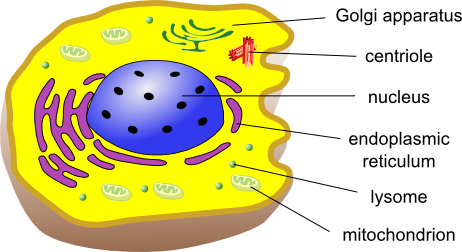 Golgi apparatus
centriole
nucleus
endoplasmic
reticulum
lysome
mitochondrion